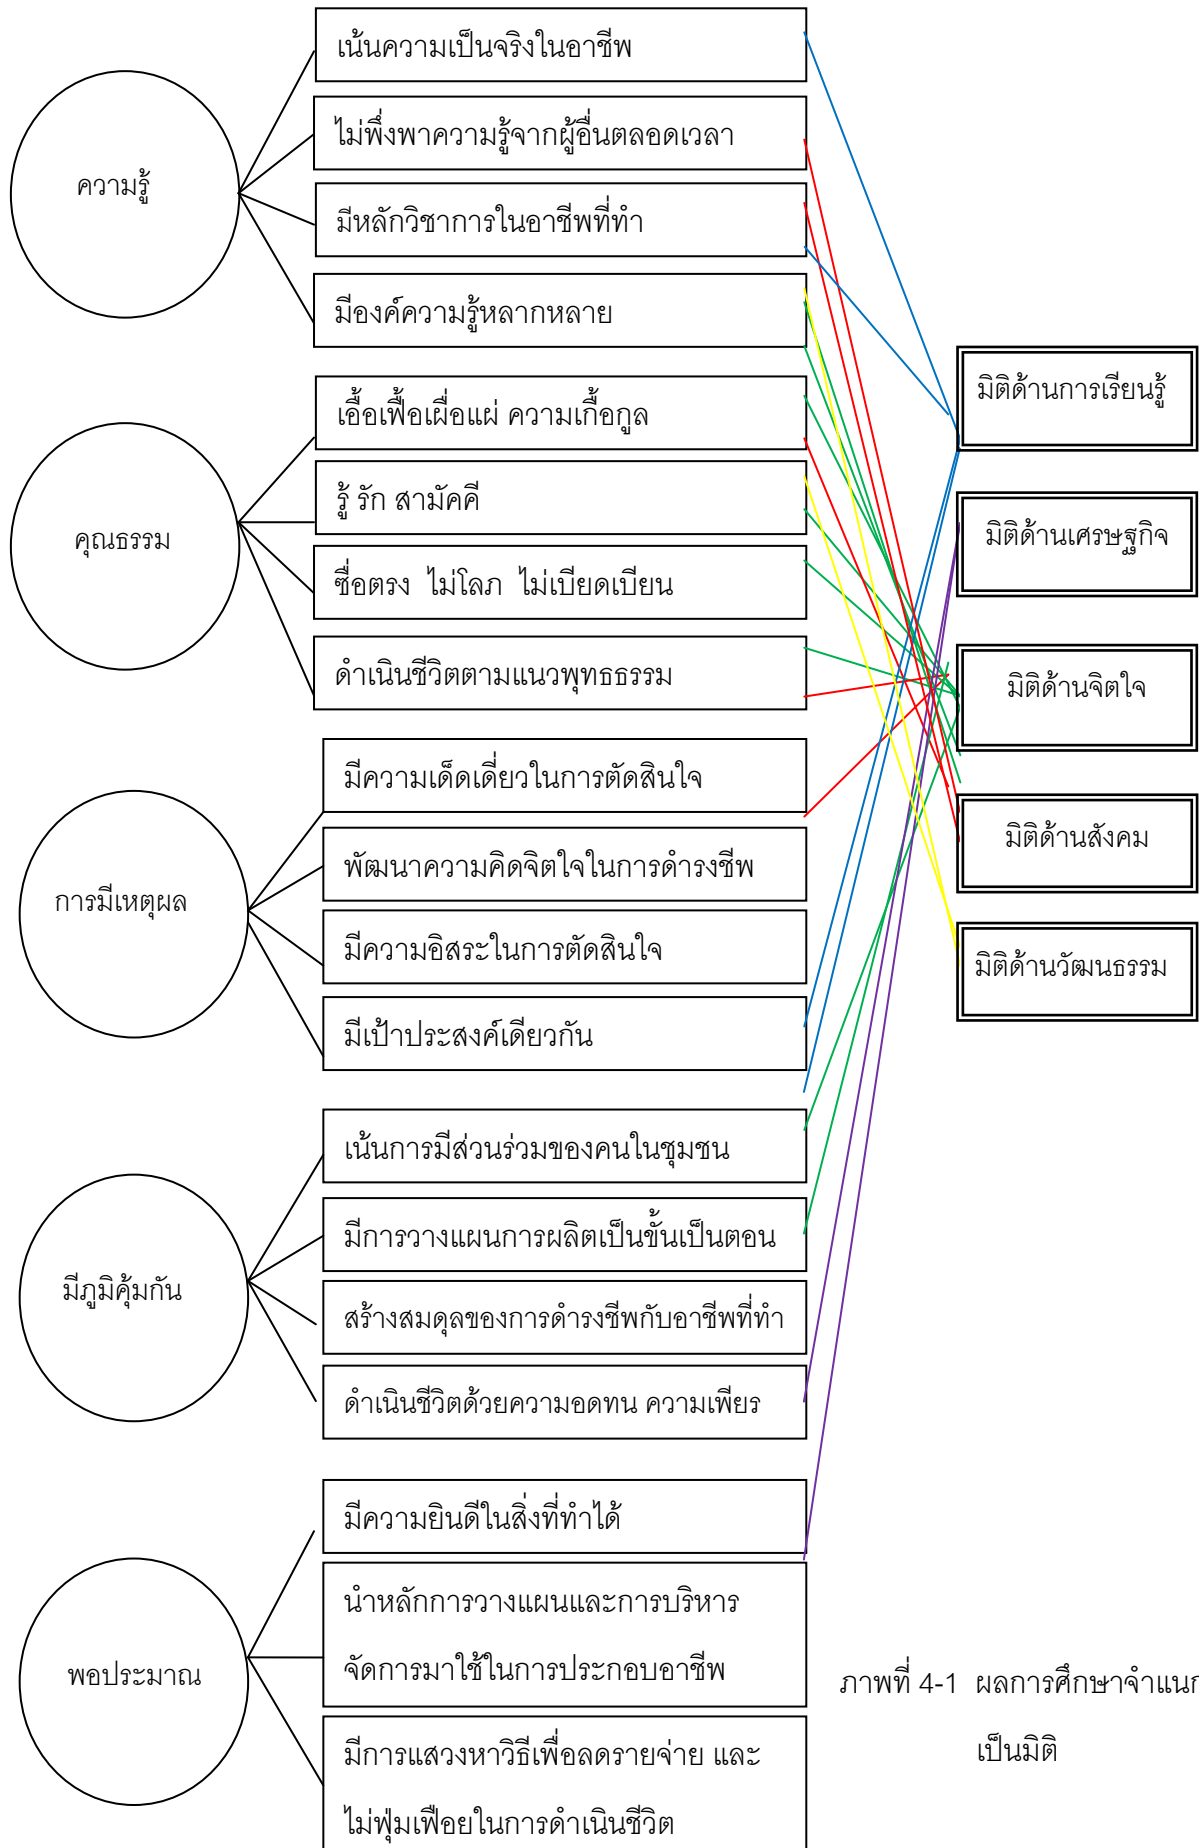 ความรู้
เน้นความเป็นจริงในอาชีพ
ไม่พึ่งพาความรู้จากผู้อื่นตลอดเวลา
มีหลักวิชาการในอาชีพที่ทำ
มีองค์ความรู้หลากหลาย
คุณธรรม
เอื้อเฟื้อเผื่อแผ่ ความเกื้อกูล
รู้ รัก สามัคคี
ซื่อตรง ไม่โลภ ไม่เบียดเบียน
ดำเนินชีวิตตามแนวพุทธธรรม
การมีเหตุผล
มีความเด็ดเดี่ยวในการตัดสินใจ
พัฒนาความคิดจิตใจในการดำรงชีพ
มีความอิสระในการตัดสินใจ
มีเป้าประสงค์เดียวกัน
มีภูมิคุ้มกัน
เน้นการมีส่วนร่วมของคนในชุมชน
มีการวางแผนการผลิตเป็นขั้นเป็นตอน
สร้างสมดุลของการดำรงชีพกับอาชีพที่ทำ
ดำเนินชีวิตด้วยความอดทน ความเพียร
พอประมาณ
มีความยินดีในสิ่งที่ทำได้
นำหลักการวางแผนและการบริหาร
จัดการมาใช้ในการประกอบอาชีพ
มีการแสวงหาวิธีเพื่อลดรายจ่าย และ
ไม่ฟุ่มเฟือยในการดำเนินชีวิต
มิติด้านการเรียนรู้
มิติด้านเศรษฐกิจ
มิติด้านจิตใจ
มิติด้านสังคม
มิติด้านวัฒนธรรม
ภาพที่ 4-1 ผลการศึกษาจำแนก
เป็นมิติ